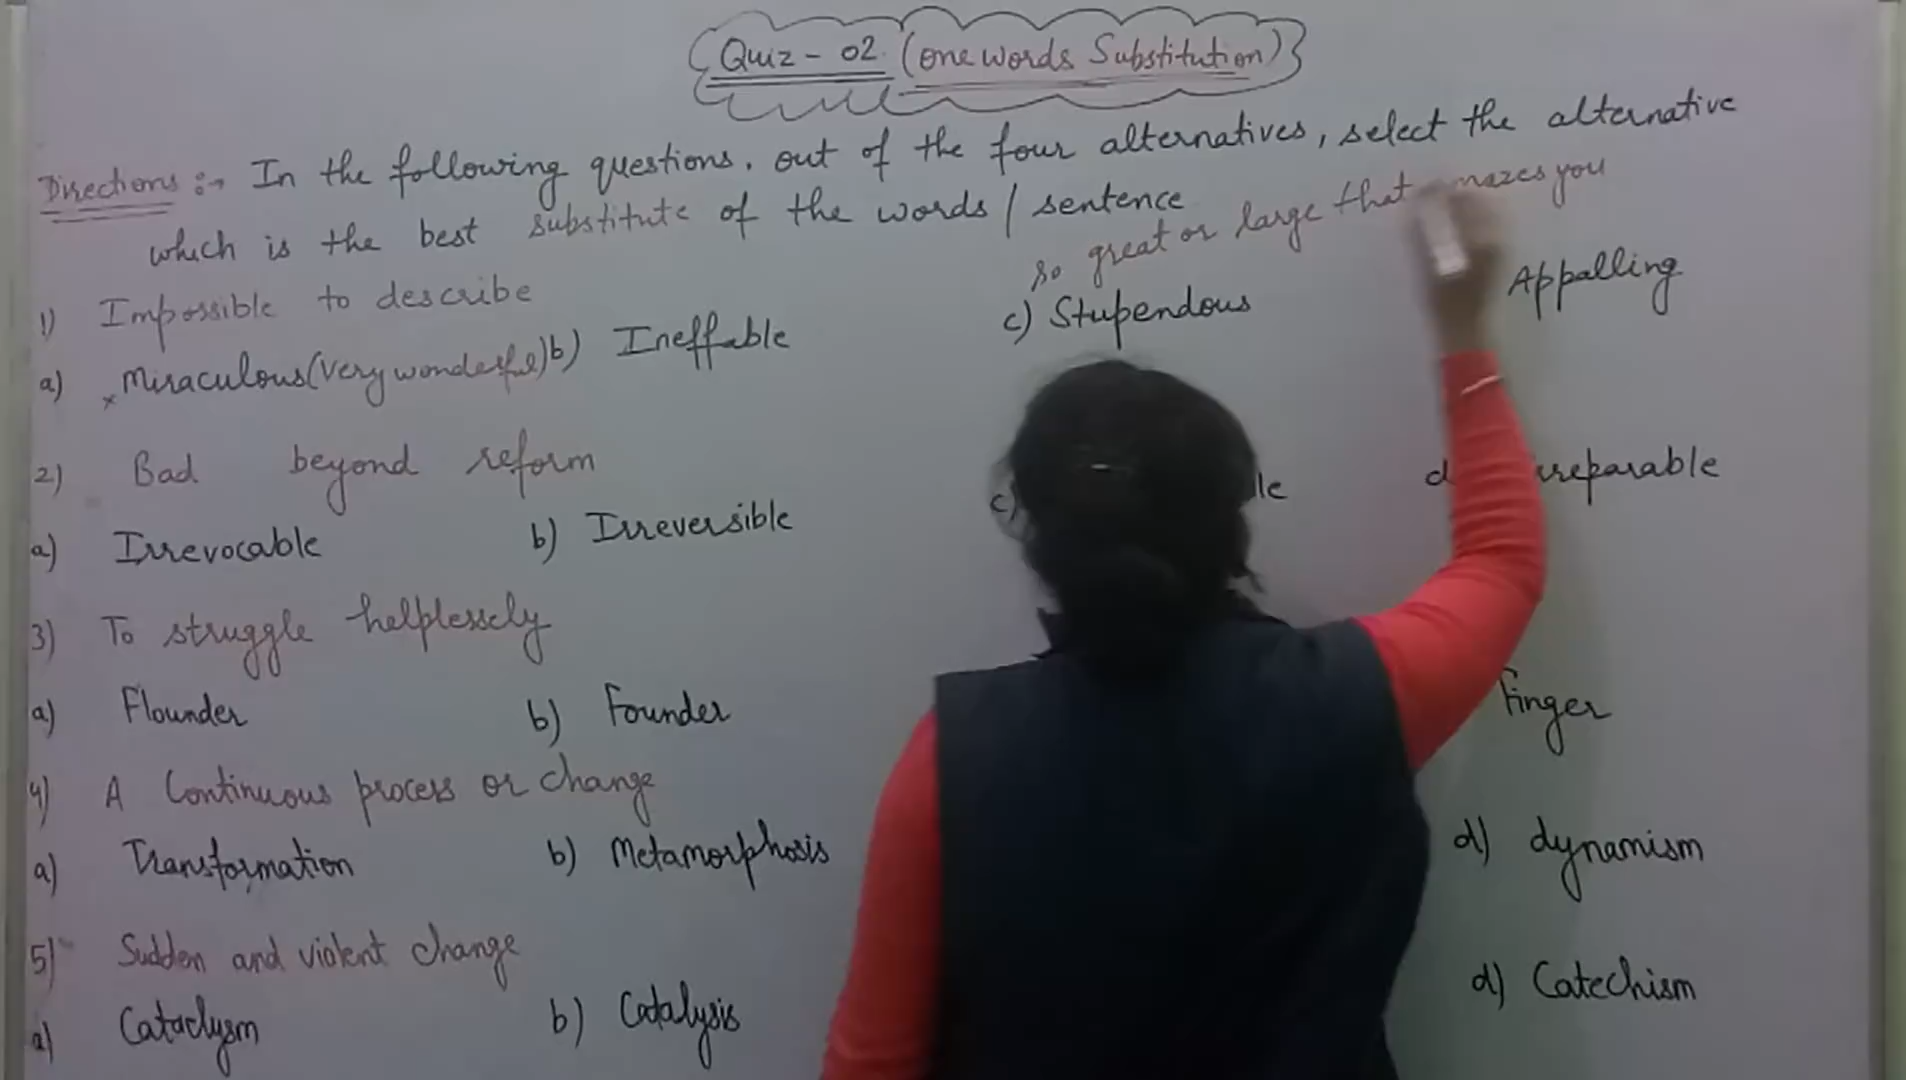 Quiz - 02 (one words Substitution)
Directions :→ In the following questions, out of the four alternatives, select the alternative
which is the best substitute of the words / sentence
so great or large that amazes you
1) Impossible to describe
a) × Miraculous (Very wonderful) b) Ineffable c) Stupendous Appalling
2) Bad beyond reform
a) Irrevocable b) Irreversible c) le d) rreparable
3) To struggle helplessely
a) Flounder b) Founder Finger
4) A Continuous process or change
a) Transformation b) Metamorphosis d) dynamism
5) Sudden and violent change
a) Cataclysm b) Catalysis d) Catechism